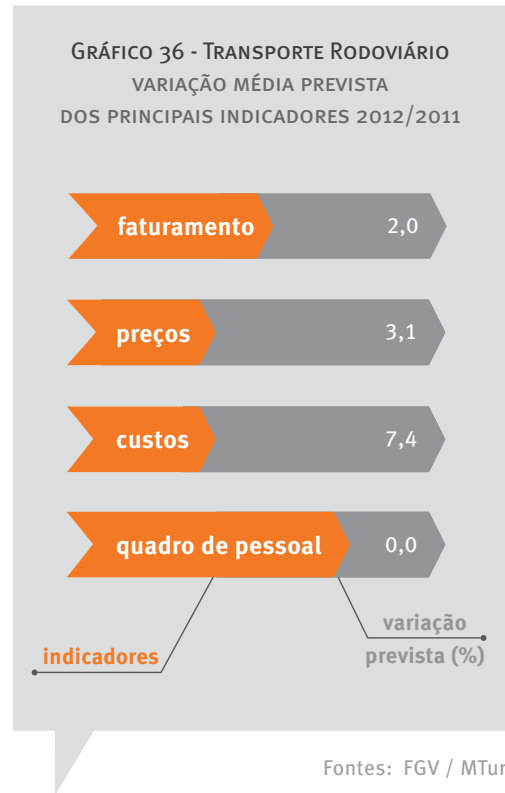 Gráfico 36 - Transporte Rodoviário
variação média prevista
dos principais indicadores 2012/2011
faturamento 2,0
preços 3,1
custos 7,4
quadro de pessoal 0,0
indicadores
variação
prevista (%)
Fontes: FGV / MTur